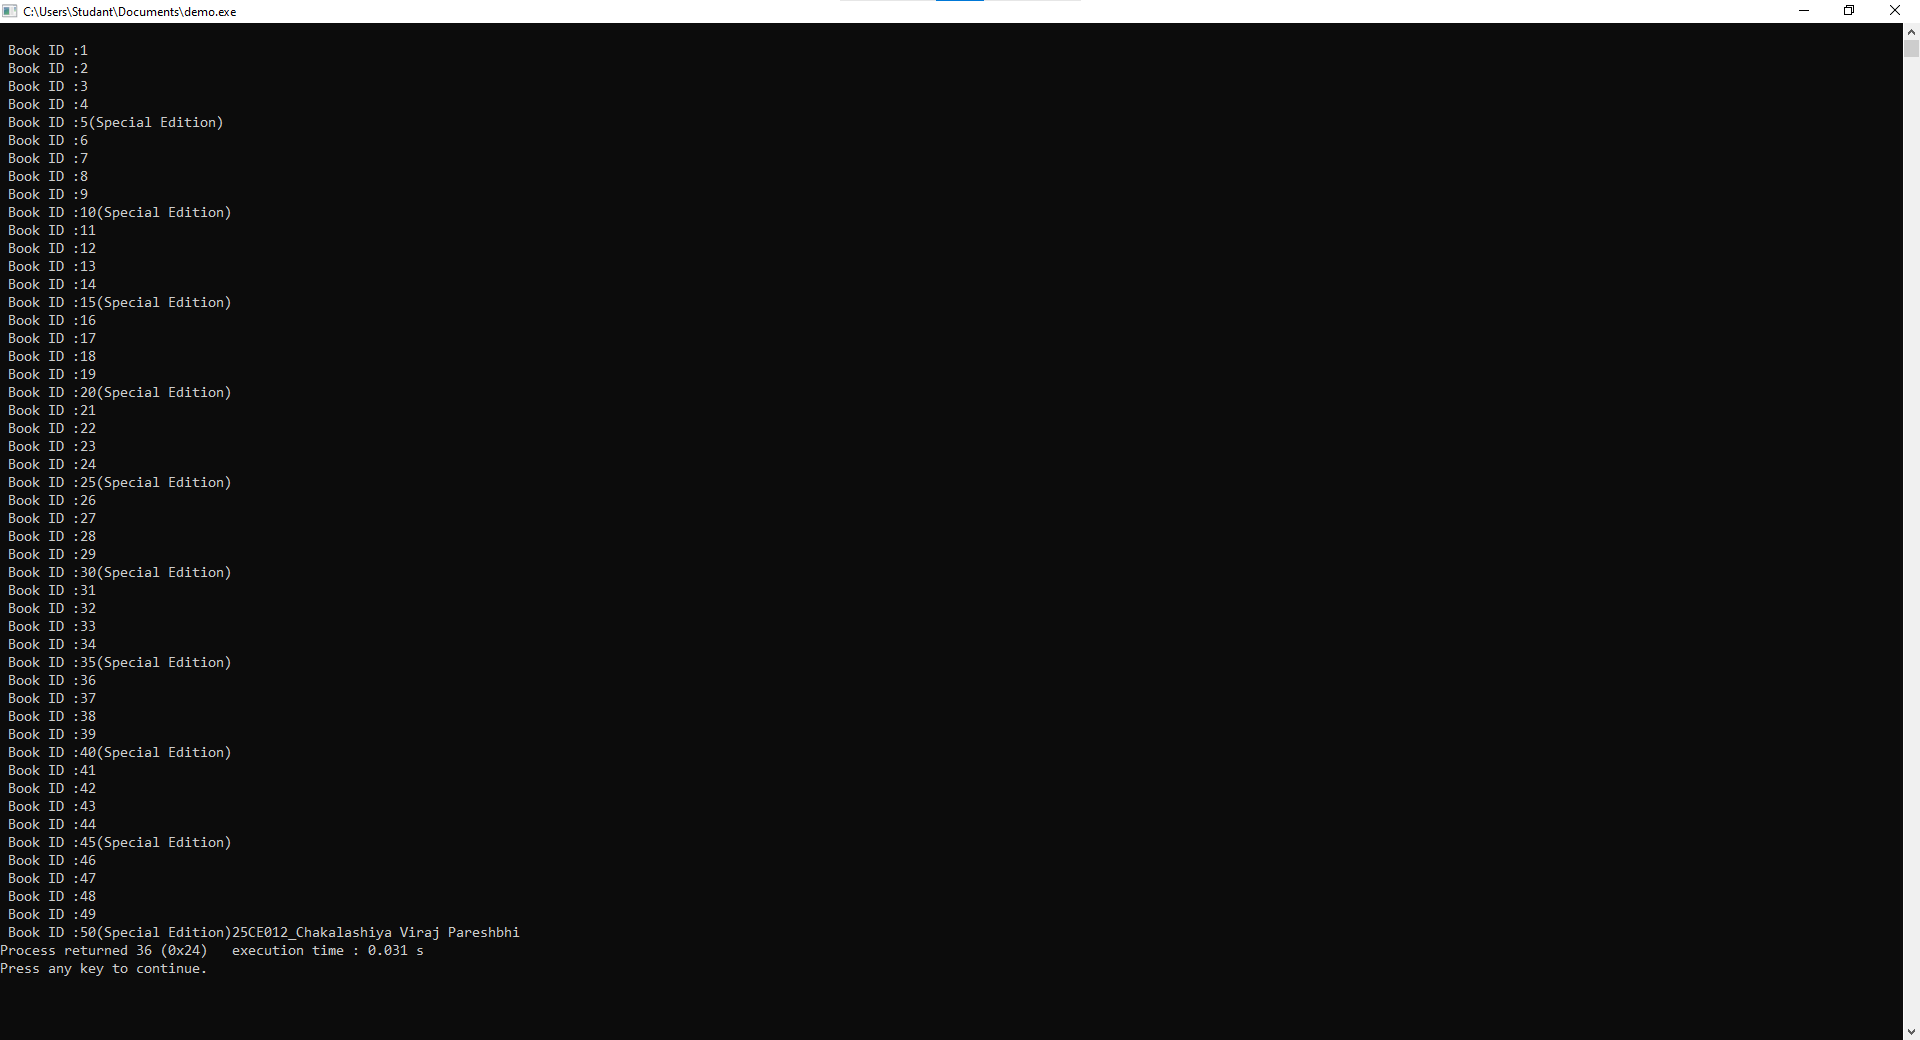 C:\Users\Studant\Documents\demo.exe
Book ID :1
Book ID :2
Book ID :3
Book ID :4
Book ID :5(Special Edition)
Book ID :6
Book ID :7
Book ID :8
Book ID :9
Book ID :10(Special Edition)
Book ID :11
Book ID :12
Book ID :13
Book ID :14
Book ID :15(Special Edition)
Book ID :16
Book ID :17
Book ID :18
Book ID :19
Book ID :20(Special Edition)
Book ID :21
Book ID :22
Book ID :23
Book ID :24
Book ID :25(Special Edition)
Book ID :26
Book ID :27
Book ID :28
Book ID :29
Book ID :30(Special Edition)
Book ID :31
Book ID :32
Book ID :33
Book ID :34
Book ID :35(Special Edition)
Book ID :36
Book ID :37
Book ID :38
Book ID :39
Book ID :40(Special Edition)
Book ID :41
Book ID :42
Book ID :43
Book ID :44
Book ID :45(Special Edition)
Book ID :46
Book ID :47
Book ID :48
Book ID :49
Book ID :50(Special Edition)25CE012_Chakalashiya Viraj Pareshbhi
Process returned 36 (0x24)   execution time : 0.031 s
Press any key to continue.